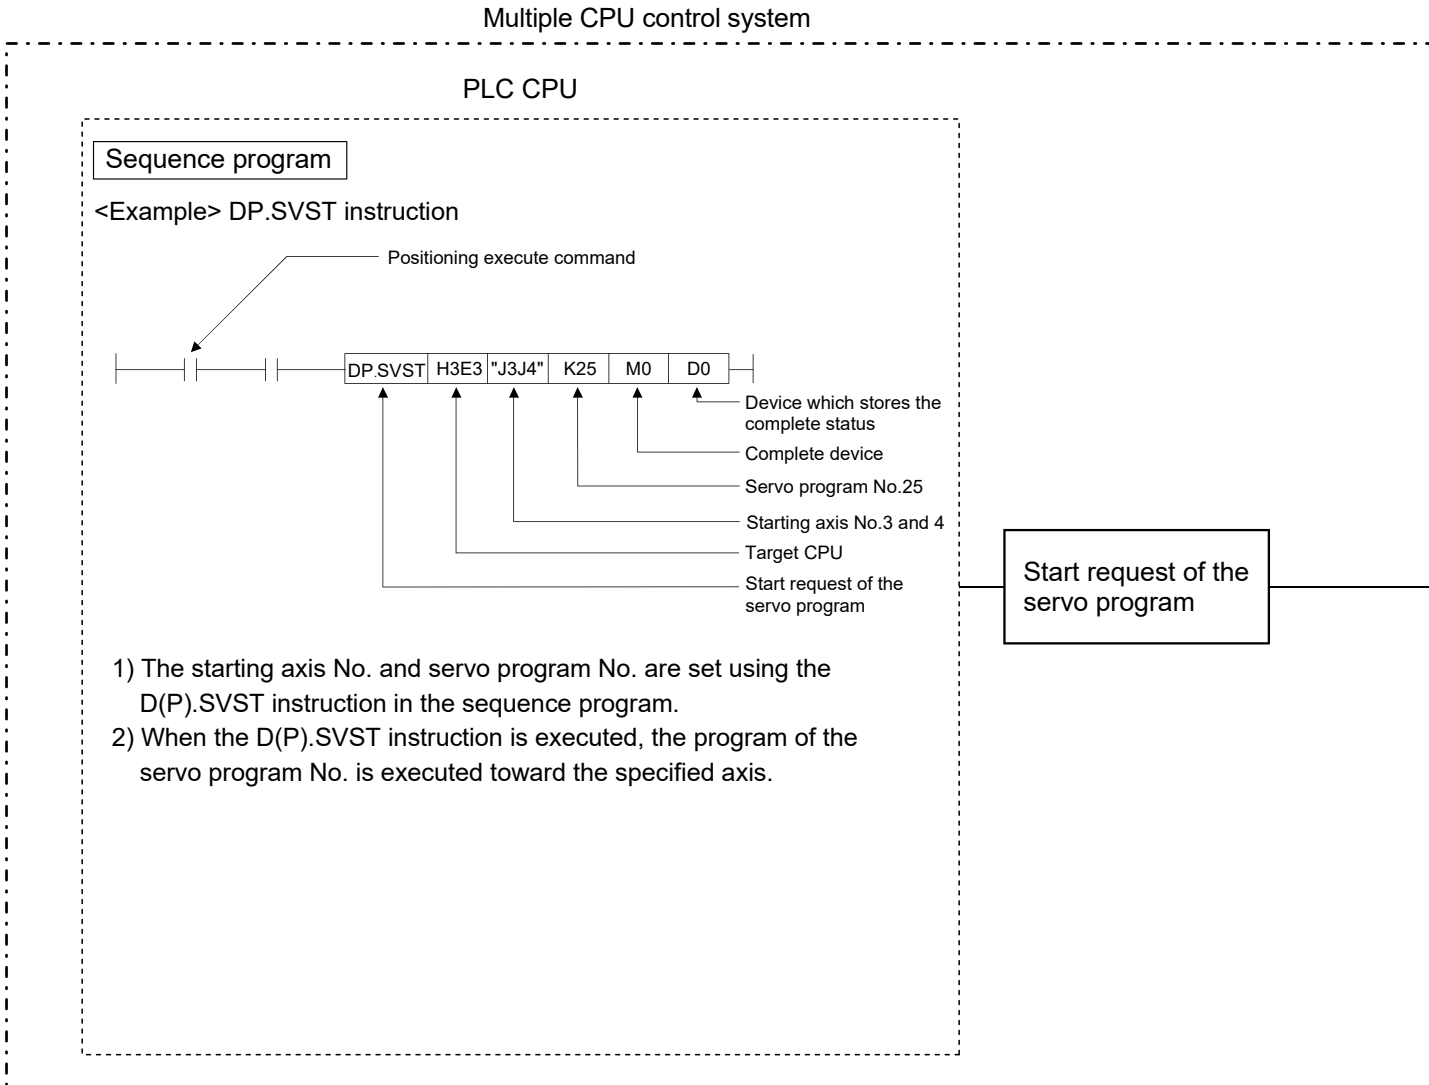 Multiple CPU control system
PLC CPU
Sequence program
<Example> DP.SVST instruction
Positioning execute command
DP.SVST H3E3 "J3J4" K25 M0 D0
Device which stores the
complete status
Complete device
Servo program No.25
Starting axis No.3 and 4
Target CPU
Start request of the
servo program
Start request of the
servo program
1) The starting axis No. and servo program No. are set using the
D(P).SVST instruction in the sequence program.
2) When the D(P).SVST instruction is executed, the program of the
servo program No. is executed toward the specified axis.